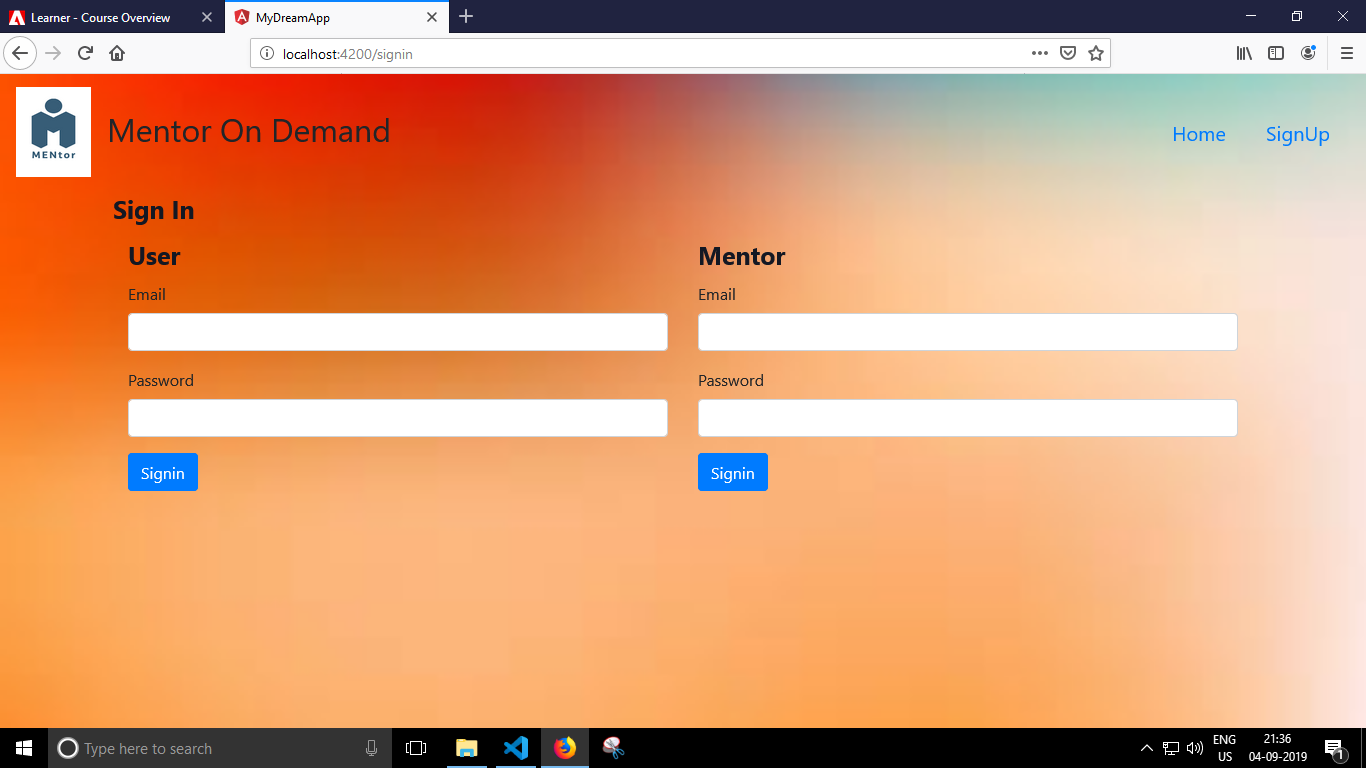 Learner - Course Overview
MyDreamApp
localhost:4200/signin
MENtor
Mentor On Demand
Home
SignUp
Sign In
User
Mentor
Email
Email
Password
Password
Signin
Signin
Type here to search
ENG
US
21:36
04-09-2019
1